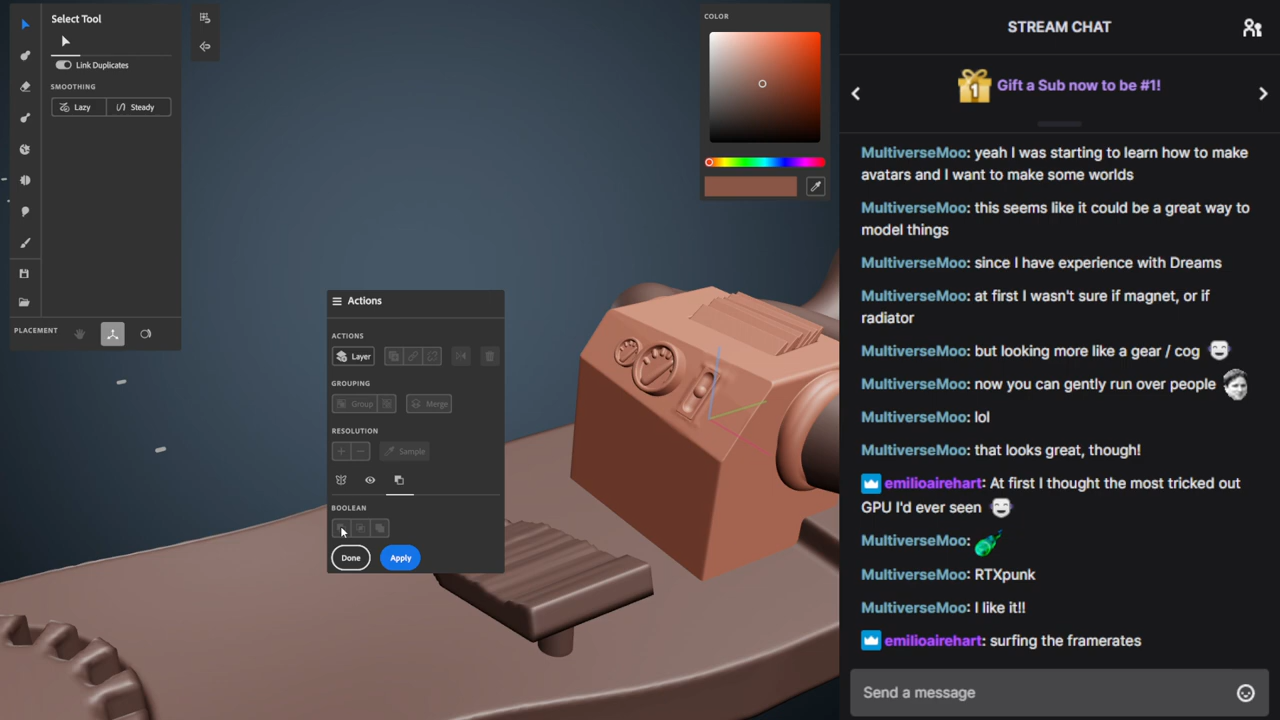 Select Tool
Link Duplicates
SMOOTHING
Lazy
Steady
PLACEMENT
Actions
ACTIONS
Layer
GROUPING
Group
Merge
RESOLUTION
Sample
BOOLEAN
Done
Apply
COLOR
STREAM CHAT
1
Gift a Sub now to be #1!
MultiverseMoo: yeah I was starting to learn how to make
avatars and I want to make some worlds
MultiverseMoo: this seems like it could be a great way to
model things
MultiverseMoo: since I have experience with Dreams
MultiverseMoo: at first I wasn't sure if magnet, or if
radiator
MultiverseMoo: but looking more like a gear / cog
MultiverseMoo: now you can gently run over people
MultiverseMoo: lol
MultiverseMoo: that looks great, though!
emilioairehart: At first I thought the most tricked out
GPU I'd ever seen
MultiverseMoo:
MultiverseMoo: RTXpunk
MultiverseMoo: I like it!!
emilioairehart: surfing the framerates
Send a message